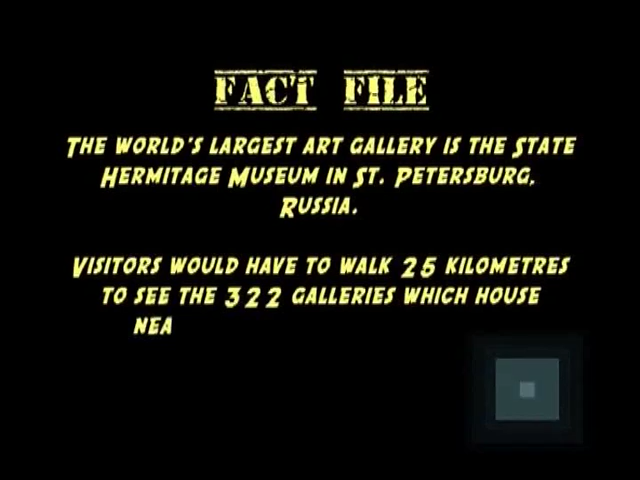 FACT FILE
THE WORLD'S LARGEST ART GALLERY IS THE STATE
HERMITAGE MUSEUM IN ST. PETERSBURG,
RUSSIA.
VISITORS WOULD HAVE TO WALK 25 KILOMETRES
TO SEE THE 322 GALLERIES WHICH HOUSE
NEA